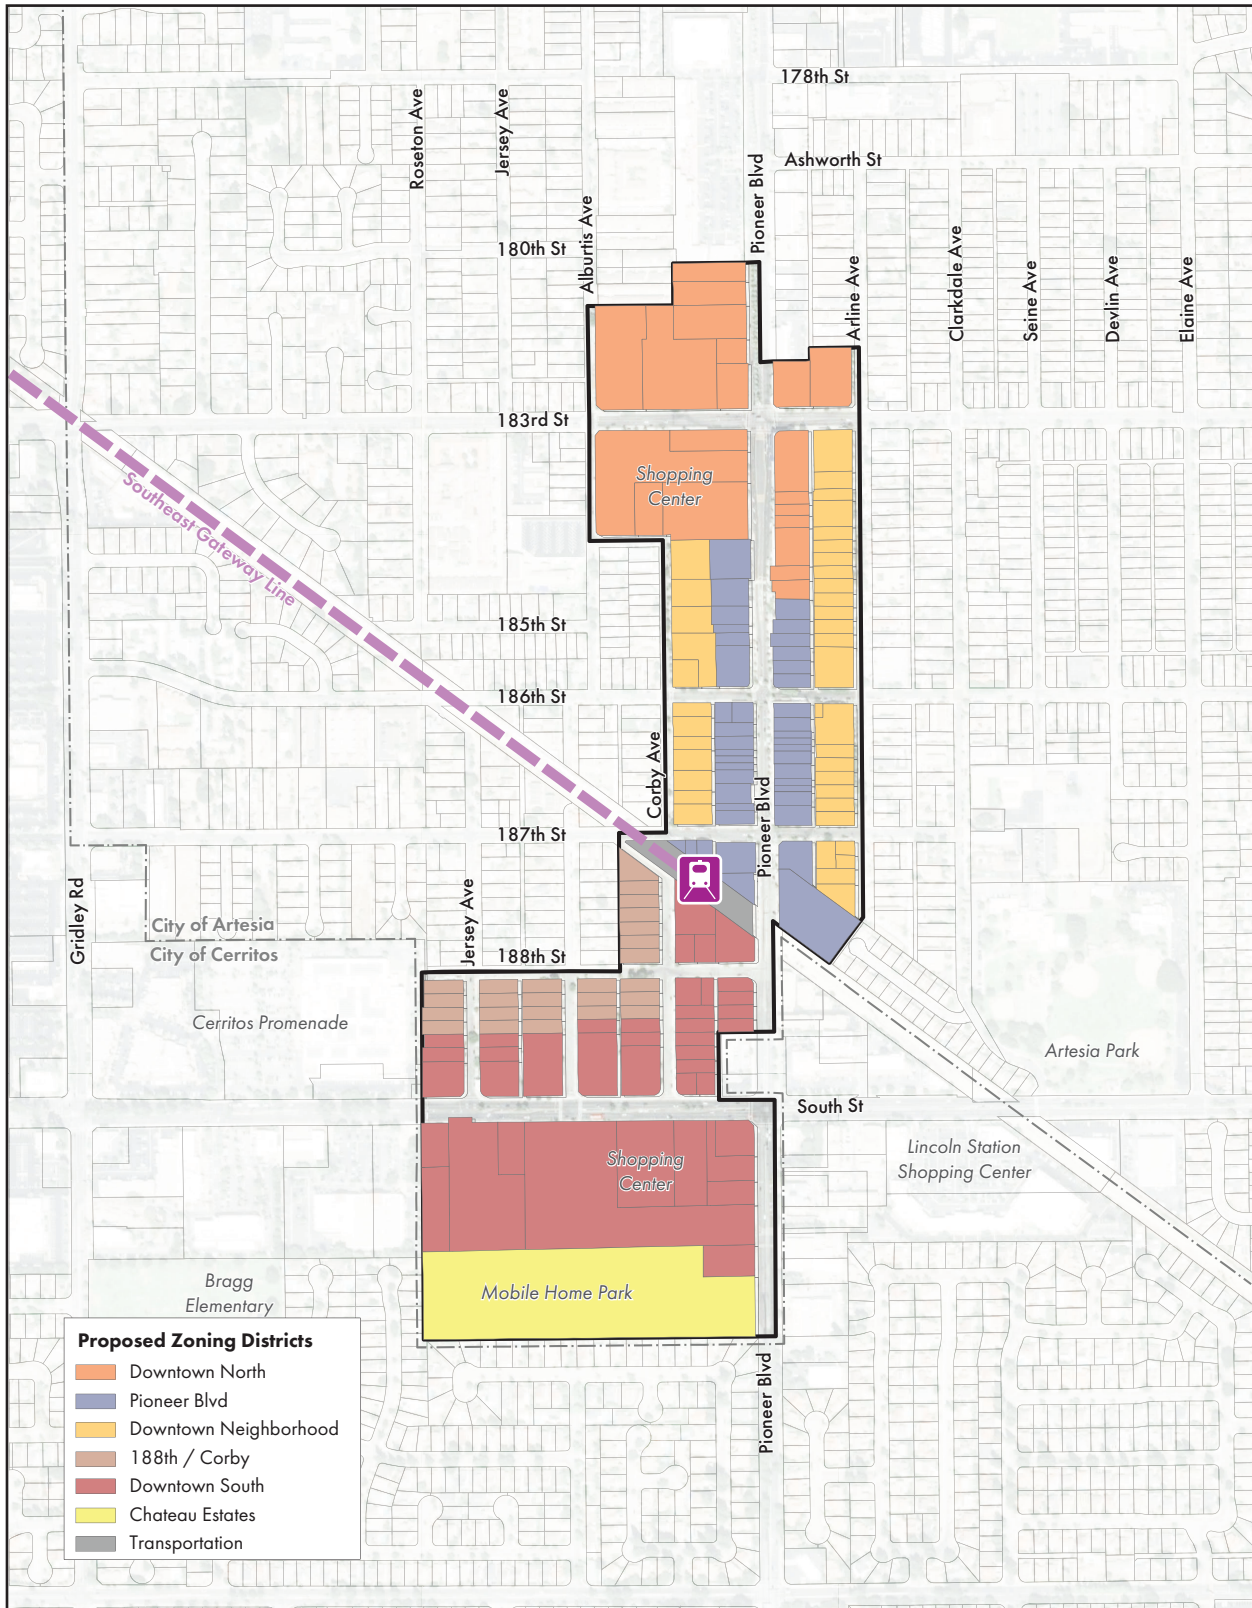 178th St
Roseton Ave
Jersey Ave
Pioneer Blvd
Ashworth St
Alburtis Ave
180th St
Arline Ave
Clarkdale Ave
Seine Ave
Devlin Ave
Elaine Ave
183rd St
Shopping
Center
Southeast Gateway Line
185th St
186th St
Corby Ave
Pioneer Blvd
187th St
Gridley Rd
Jersey Ave
City of Artesia
City of Cerritos
188th St
Cerritos Promenade
Artesia Park
South St
Lincoln Station
Shopping Center
Shopping
Center
Bragg
Elementary
Mobile Home Park
Pioneer Blvd
Proposed Zoning Districts
Downtown North
Pioneer Blvd
Downtown Neighborhood
188th / Corby
Downtown South
Chateau Estates
Transportation